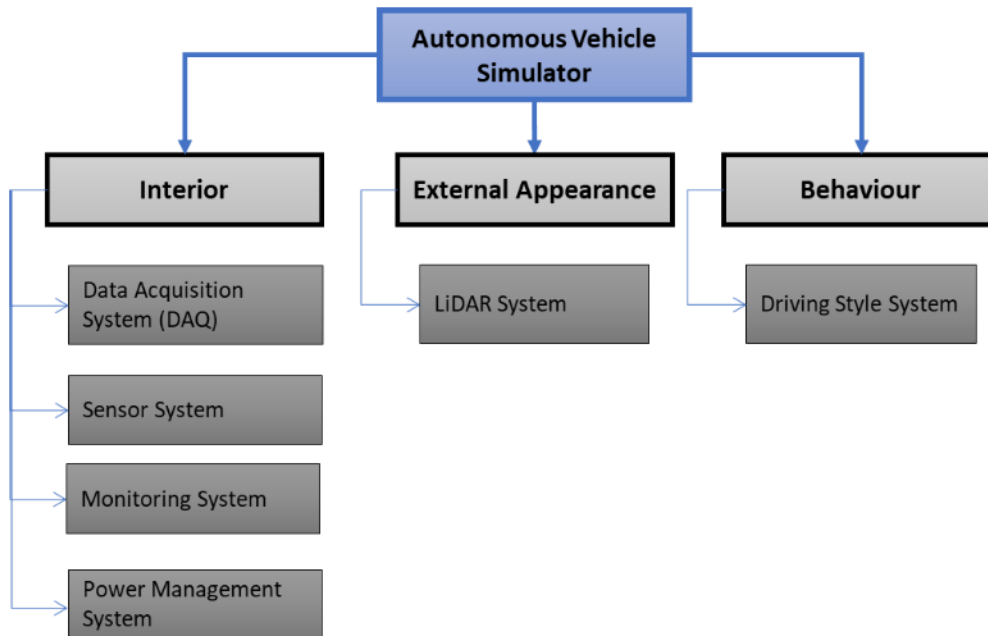 Autonomous Vehicle
Simulator
Interior
External Appearance
Behaviour
Data Acquisition
System (DAQ)
LiDAR System
Driving Style System
Sensor System
Monitoring System
Power Management
System